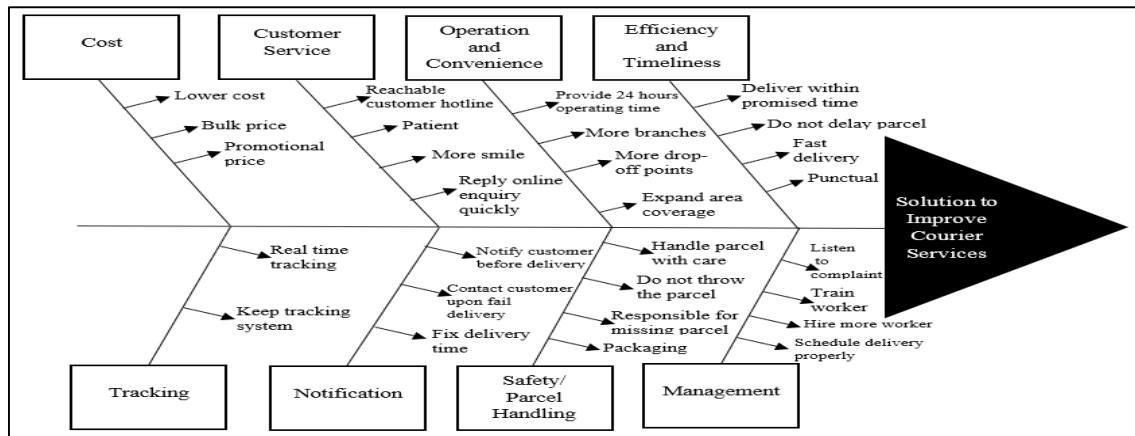 Cost
Customer
Service
Operation
and
Convenience
Efficiency
and
Timeliness
Lower cost
Bulk price
Promotional
price
Reachable
customer hotline
Patient
More smile
Reply online
enquiry
quickly
Provide 24 hours
operating time
More branches
More drop-
off points
Expand area
coverage
Deliver within
promised time
Do not delay parcel
Fast
delivery
Punctual
Solution to
Improve
Courier
Services
Real time
tracking
Keep tracking
system
Notify customer
before delivery
Contact customer
upon fail
delivery
Fix delivery
time
Handle parcel
with care
Do not throw
the parcel
Responsible for
missing parcel
Packaging
Listen
to
complaint
Train
worker
Hire more worker
Schedule delivery
properly
Tracking
Notification
Safety/
Parcel
Handling
Management